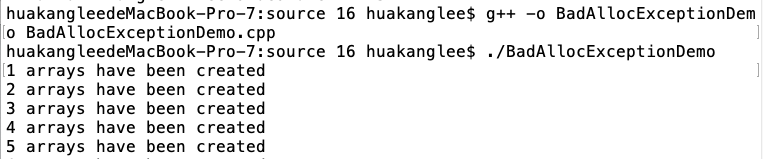 huakangleedeMacBook-Pro-7:source 16 huakanglee$ g++ -o BadAllocExceptionDem
[o BadAllocExceptionDemo.cpp ]
huakangleedeMacBook-Pro-7:source 16 huakanglee$ ./BadAllocExceptionDemo
[1 arrays have been created ]
2 arrays have been created
3 arrays have been created
4 arrays have been created
5 arrays have been created